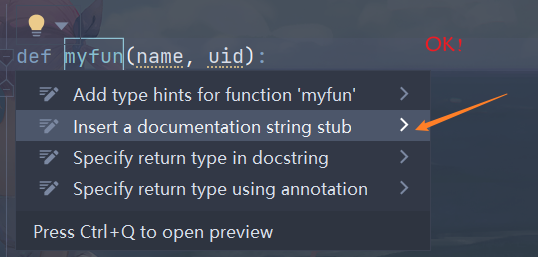 OK!
def myfun(name, uid):
Add type hints for function 'myfun'
Insert a documentation string stub
Specify return type in docstring
Specify return type using annotation
Press Ctrl+Q to open preview